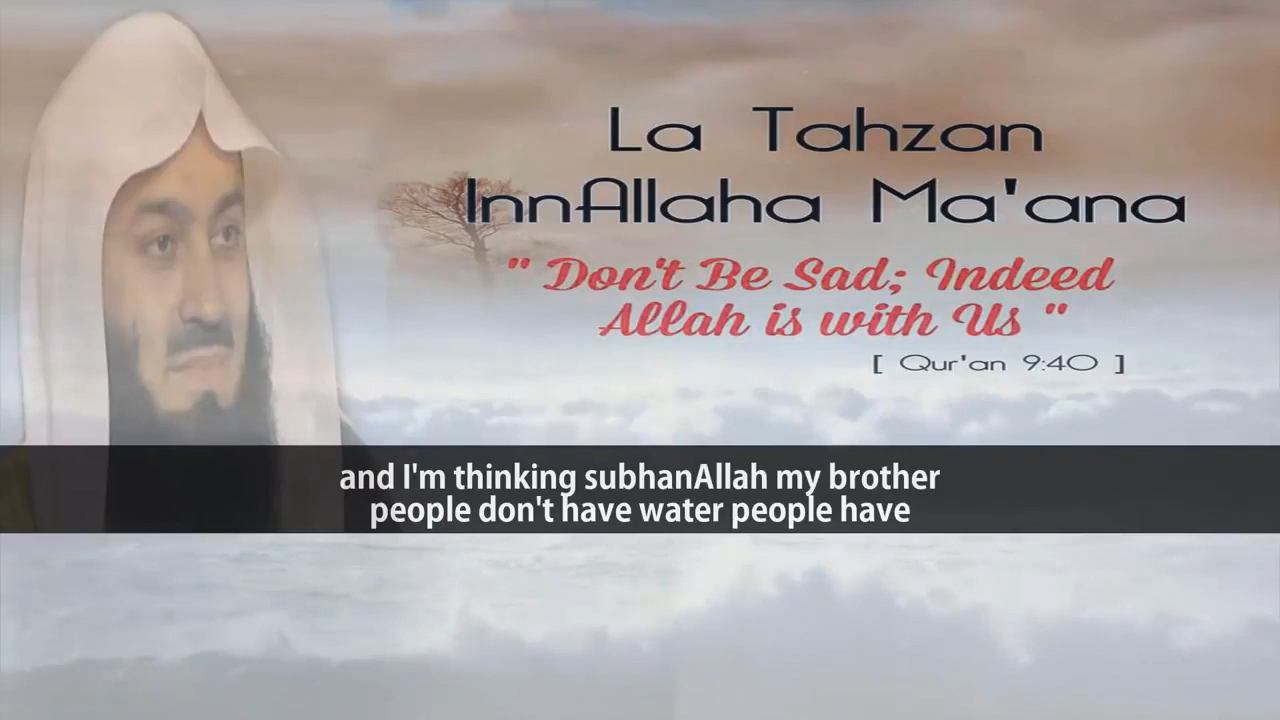 La Tahzan
InnAllaha Ma'ana
" Don't Be Sad; Indeed
Allah is with Us "
[ Qur'an 9:40 ]
and I'm thinking subhanAllah my brother
people don't have water people have